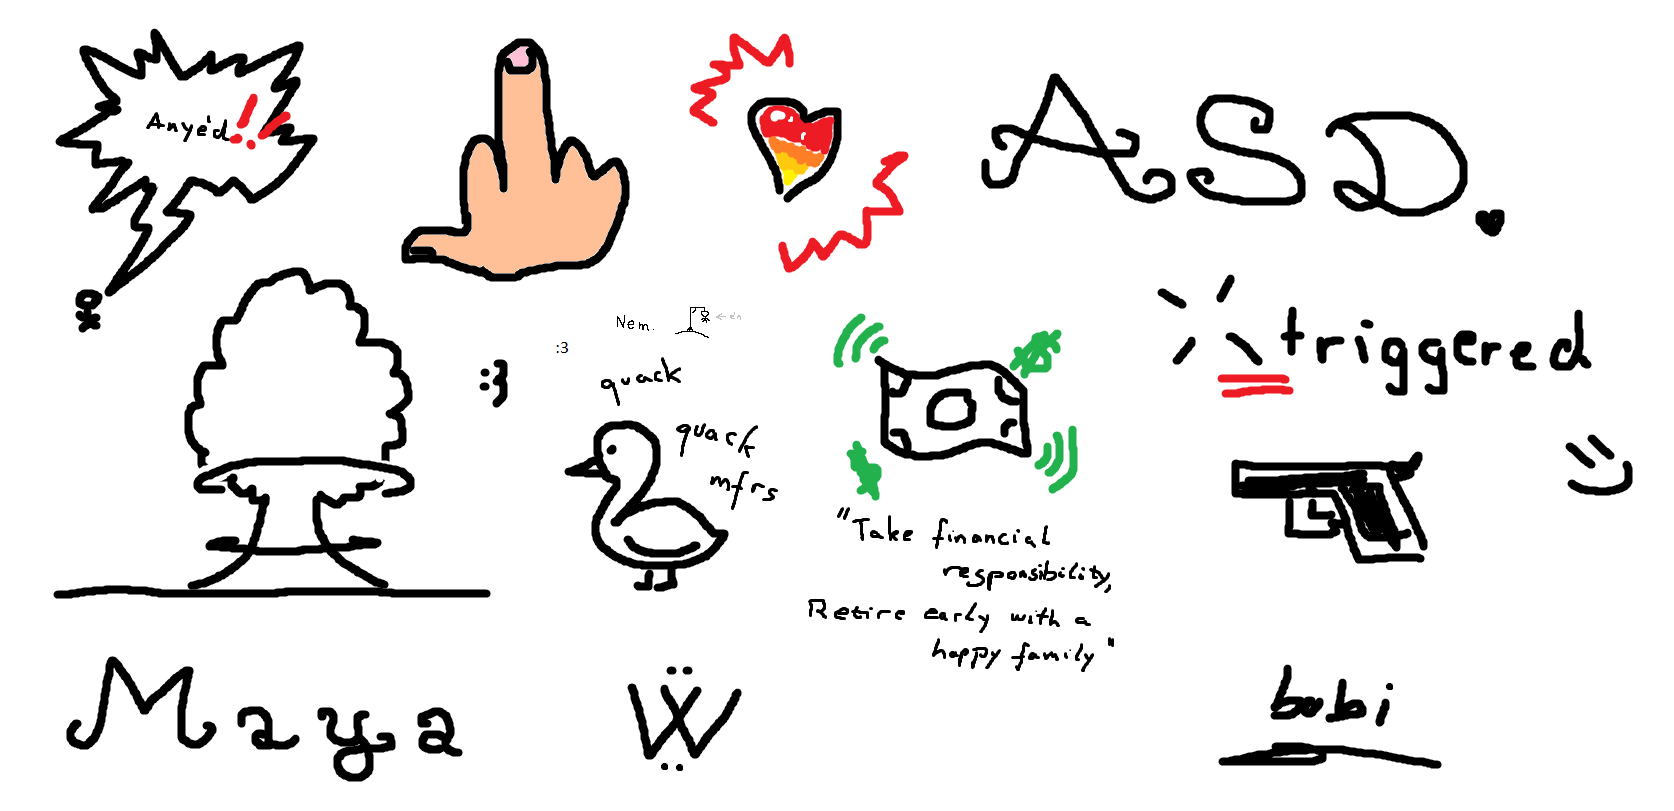 Anyéd!!
ASD.
Nem.
← én
:3
:3
quack
quack
mfrs
triggered
"Take financial
responsibility,
Retire early with a
happy family"
Maya
Ẅ
bubi